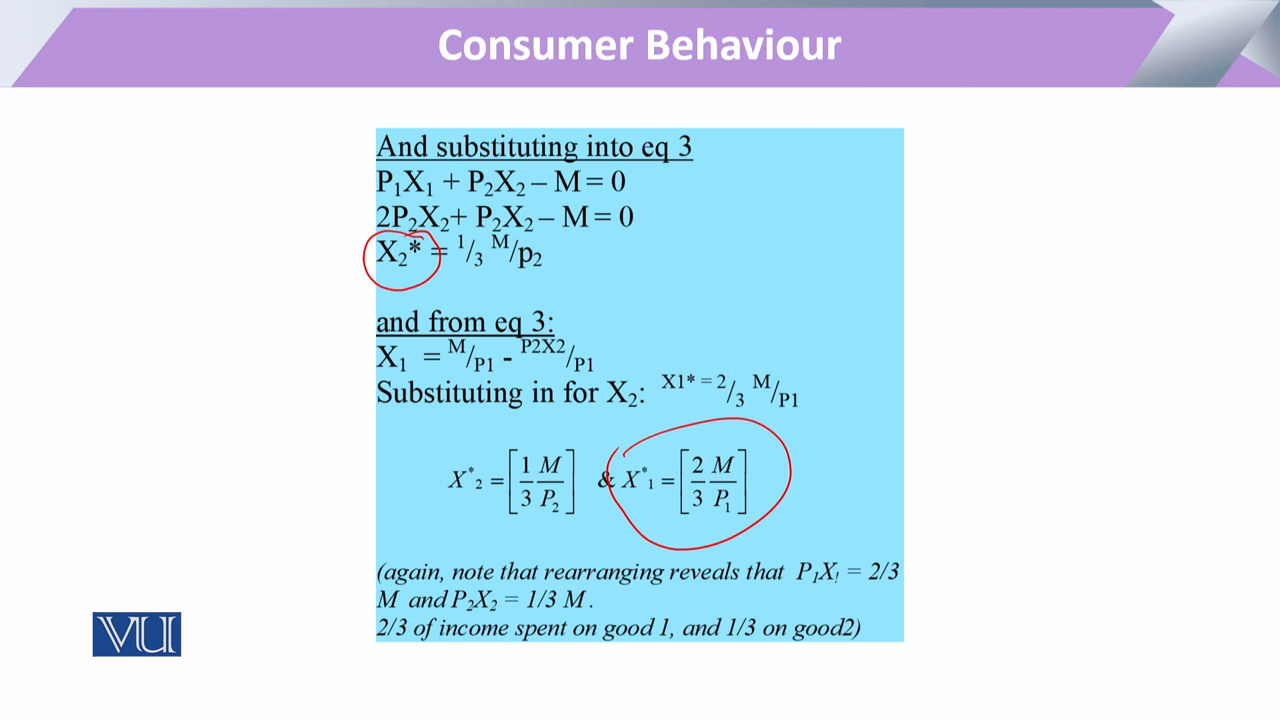 Consumer Behaviour
And substituting into eq 3
P₁X₁ + P₂X₂ – M = 0
2P₂X₂+ P₂X₂ – M = 0
X₂* = ¹/₃ ᴹ/p₂
and from eq 3:
X₁ = ᴹ/P1 - P2X2/P1
Substituting in for X₂: X1* = 2/3 M/P1
X*₂ = [1/3 M/P₂] & X*₁ = [2/3 M/P₁]
(again, note that rearranging reveals that P₁X! = 2/3
M and P₂X₂ = 1/3 M .
2/3 of income spent on good 1, and 1/3 on good2)
VU